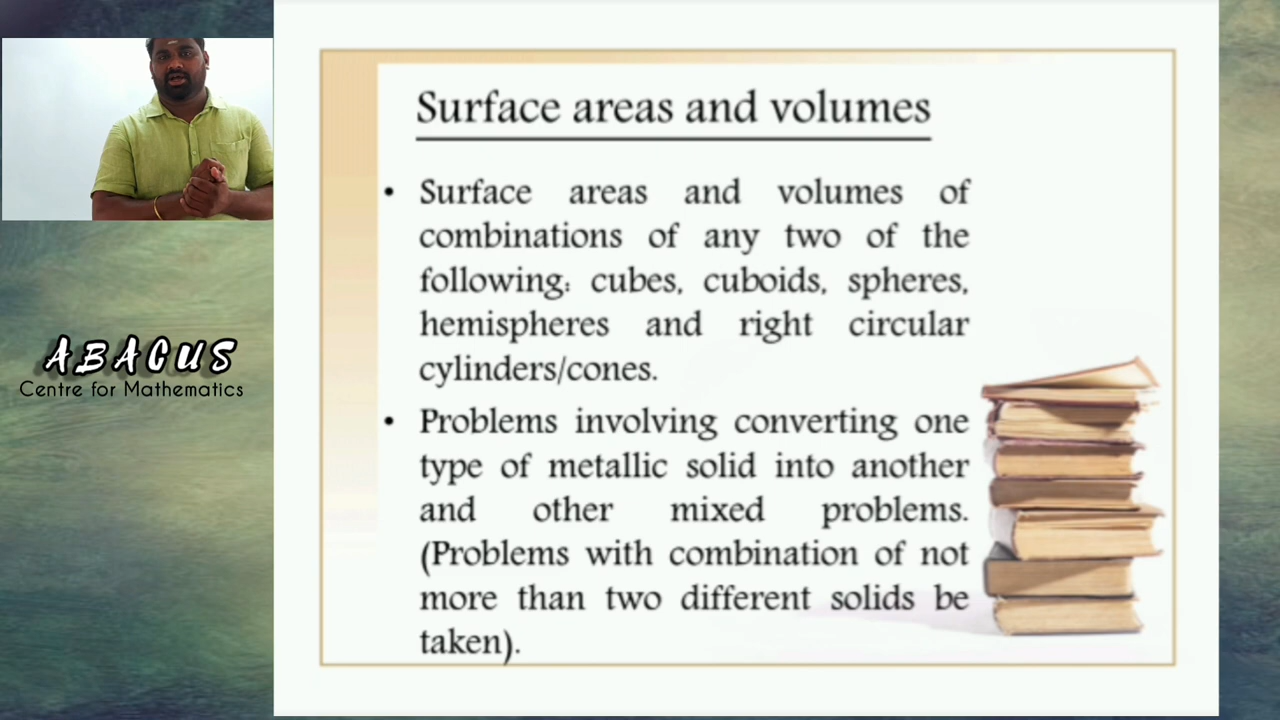 Surface areas and volumes
• Surface areas and volumes of
combinations of any two of the
following: cubes, cuboids, spheres,
hemispheres and right circular
cylinders/cones.
• Problems involving converting one
type of metallic solid into another
and other mixed problems.
(Problems with combination of not
more than two different solids be
taken).
ABACUS
Centre for Mathematics